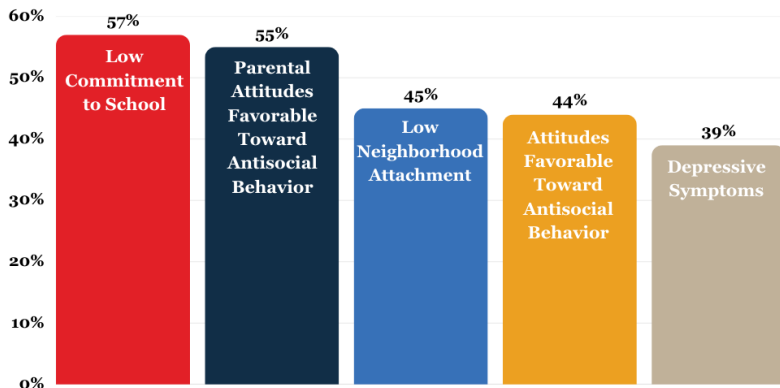 60%
50%
40%
30%
20%
10%
0%
57%
Low
Commitment
to School
55%
Parental
Attitudes
Favorable
Toward
Antisocial
Behavior
45%
Low
Neighborhood
Attachment
44%
Attitudes
Favorable
Toward
Antisocial
Behavior
39%
Depressive
Symptoms